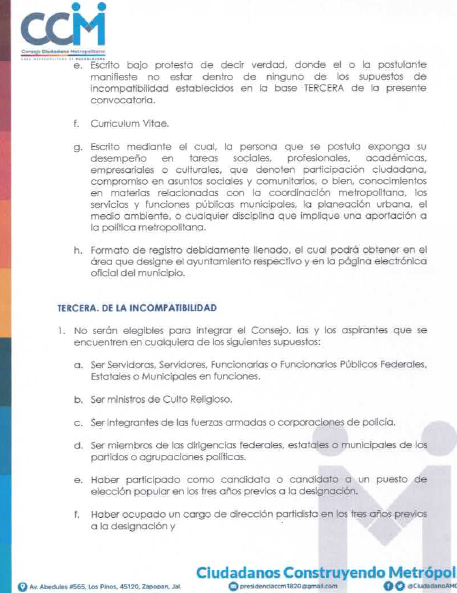 CCM
Consejo Ciudadano Metropolitano
e. Escrito bajo protesta de decir verdad, donde el o la postulante
manifieste no estar dentro de ninguno de los supuestos de
incompatibilidad establecidos en la base TERCERA de la presente
convocatoria.
f. Curriculum Vitae.
g. Escrito mediante el cual, la persona que se postula exponga su
desempeño en tareas sociales, profesionales, académicas,
empresariales o culturales, que denoten participación ciudadana,
compromiso en asuntos sociales y comunitarios, o bien, conocimientos
en materias relacionadas con la coordinación metropolitana, los
servicios y funciones públicas municipales, la planeación urbana, el
medio ambiente, o cualquier disciplina que implique una aportación a
la política metropolitana.
h. Formato de registro debidamente llenado, el cual podrá obtener en el
área que designe el ayuntamiento respectivo y en la página electrónica
oficial del municipio.
TERCERA. DE LA INCOMPATIBILIDAD
1. No serán elegibles para integrar el Consejo, las y los aspirantes que se
encuentren en cualquiera de los siguientes supuestos:
a. Ser Servidoras, Servidores, Funcionarias o Funcionarios Públicos Federales,
Estatales o Municipales en funciones.
b. Ser ministros de Culto Religioso.
c. Ser integrantes de las fuerzas armadas o corporaciones de policía.
d. Ser miembros de las dirigencias federales, estatales o municipales de los
partidos o agrupaciones políticas.
e. Haber participado como candidata o candidato a un puesto de
elección popular en los tres años previos a la designación.
f. Haber ocupado un cargo de dirección partidista en los tres años previos
a la designación y
Ciudadanos Construyendo Metrópol
Av. Abedules #565, Los Pinos, 45120, Zapopan, Jal.
presidenciaccm1820@gmail.com
@CiudadanoAM